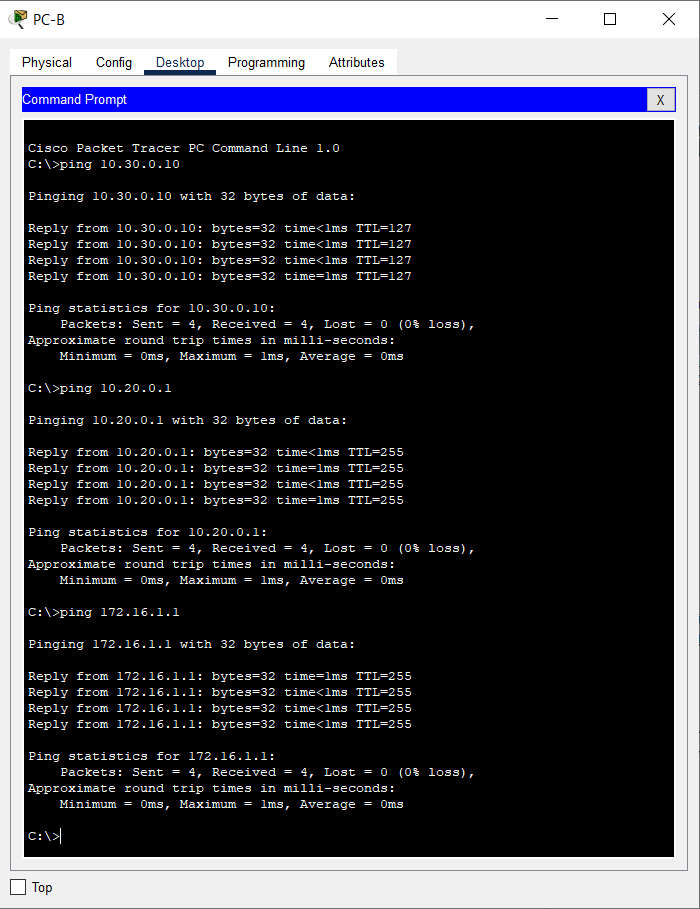 PC-B
Physical Config Desktop Programming Attributes
Command Prompt X
Cisco Packet Tracer PC Command Line 1.0
C:\>ping 10.30.0.10
Pinging 10.30.0.10 with 32 bytes of data:
Reply from 10.30.0.10: bytes=32 time<1ms TTL=127
Reply from 10.30.0.10: bytes=32 time<1ms TTL=127
Reply from 10.30.0.10: bytes=32 time<1ms TTL=127
Reply from 10.30.0.10: bytes=32 time=1ms TTL=127
Ping statistics for 10.30.0.10:
Packets: Sent = 4, Received = 4, Lost = 0 (0% loss),
Approximate round trip times in milli-seconds:
Minimum = 0ms, Maximum = 1ms, Average = 0ms
C:\>ping 10.20.0.1
Pinging 10.20.0.1 with 32 bytes of data:
Reply from 10.20.0.1: bytes=32 time<1ms TTL=255
Reply from 10.20.0.1: bytes=32 time=1ms TTL=255
Reply from 10.20.0.1: bytes=32 time<1ms TTL=255
Reply from 10.20.0.1: bytes=32 time=1ms TTL=255
Ping statistics for 10.20.0.1:
Packets: Sent = 4, Received = 4, Lost = 0 (0% loss),
Approximate round trip times in milli-seconds:
Minimum = 0ms, Maximum = 1ms, Average = 0ms
C:\>ping 172.16.1.1
Pinging 172.16.1.1 with 32 bytes of data:
Reply from 172.16.1.1: bytes=32 time=1ms TTL=255
Reply from 172.16.1.1: bytes=32 time<1ms TTL=255
Reply from 172.16.1.1: bytes=32 time<1ms TTL=255
Reply from 172.16.1.1: bytes=32 time<1ms TTL=255
Ping statistics for 172.16.1.1:
Packets: Sent = 4, Received = 4, Lost = 0 (0% loss),
Approximate round trip times in milli-seconds:
Minimum = 0ms, Maximum = 1ms, Average = 0ms
C:\>
Top